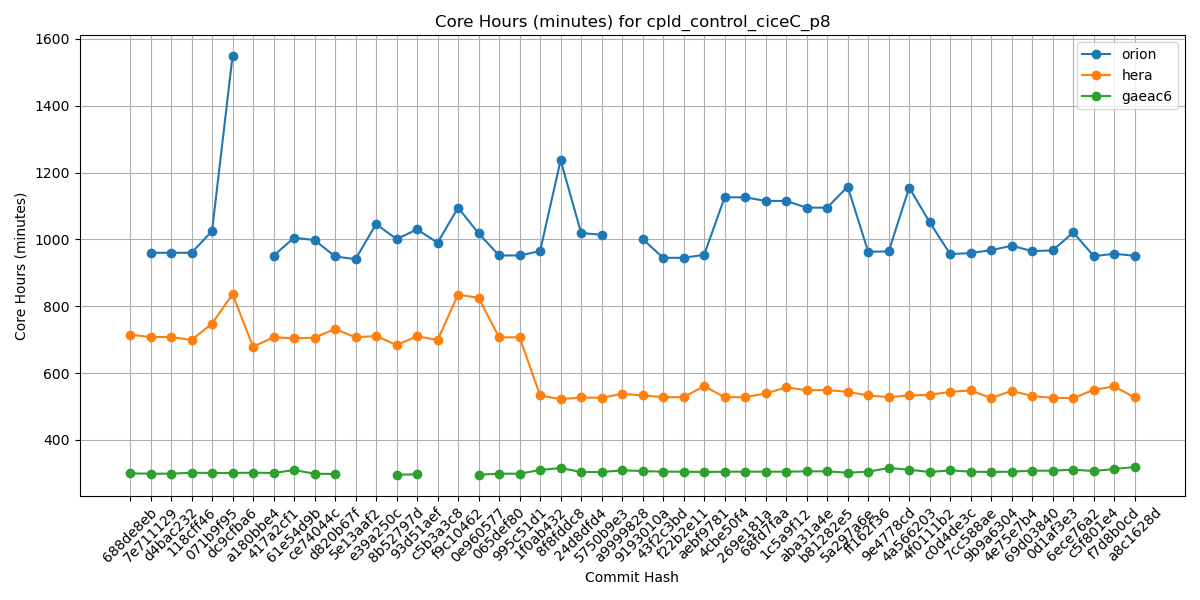 Core Hours (minutes) for cpld_control_ciceC_p8
orion
hera
gaeac6
Core Hours (minutes)
1600
1400
1200
1000
800
600
400
688de8eb
7e711129
d4bac232
118cff46
071b9f95
dc9cfba6
a180bbe4
417a2cf1
61e54d9b
ce74044c
d820b67f
5e13aaf2
e39a250c
8b52797d
93d51aef
c5b3a3c8
f9c10462
0e960577
065def80
995c51d1
1f0ab432
8f8fddc8
24d8dfd4
5750b9e3
a9999828
9193010a
43f2c3bd
f22b2e11
aebf9781
4cbe50f4
269e181a
68fd7faa
1c5a9f12
aba31a4e
b81282e5
5a297a6e
ff162f36
9e4778cd
4a566203
4f0111b2
c0d4de3c
7cc588ae
9b9a6304
4e75e7b4
69d03840
0d1af3e3
6ece76a2
c5f801e4
f7d8b0cd
a8c1628d
Commit Hash